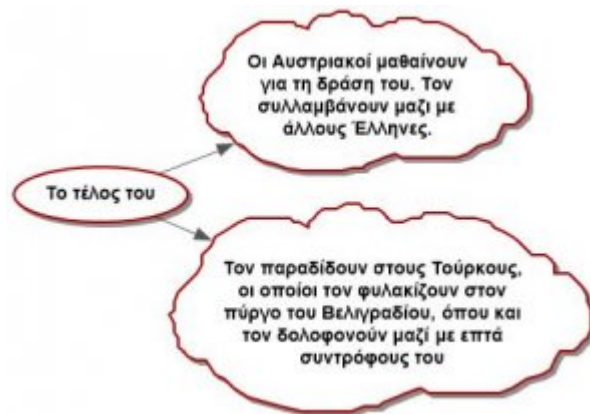 Οι Αυστριακοί μαθαίνουν
για τη δράση του. Τον
συλλαμβάνουν μαζι με
άλλους Έλληνες.
Το τέλος του
Τον παραδίδουν στους Τούρκους,
οι οποίοι τον φυλακίζουν στον
πύργο του Βελιγραδίου, όπου και
τον δολοφονούν μαζί με επτά
συντρόφους του